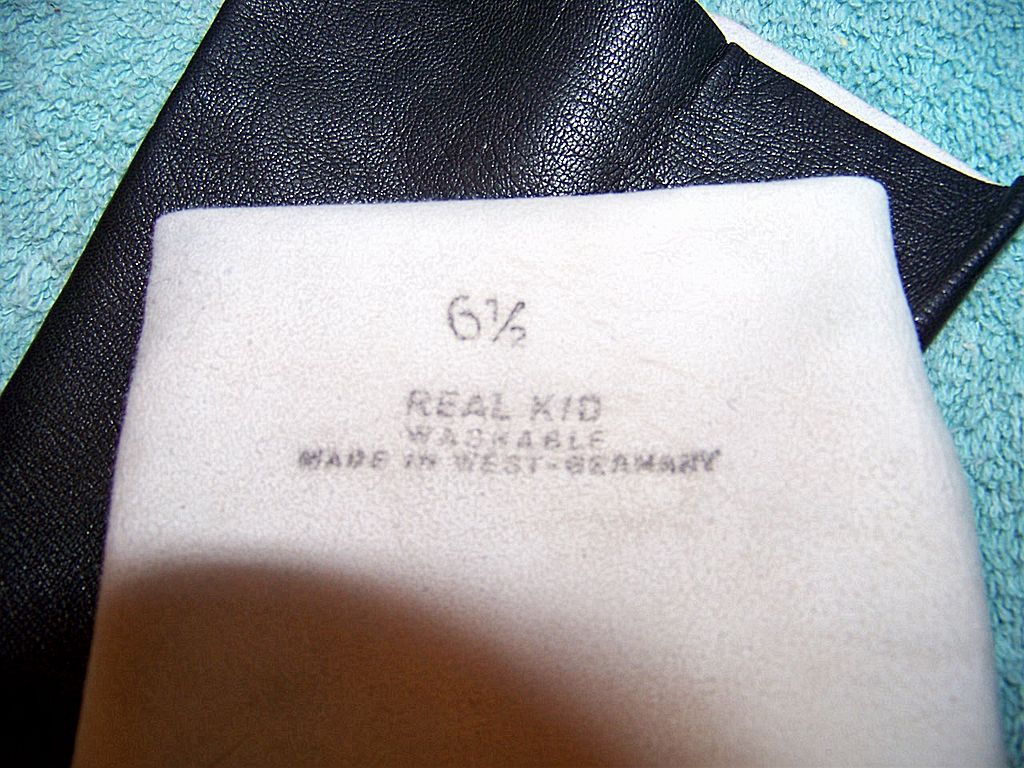 6½
REAL KID
WASHABLE
MADE IN WEST-GERMANY